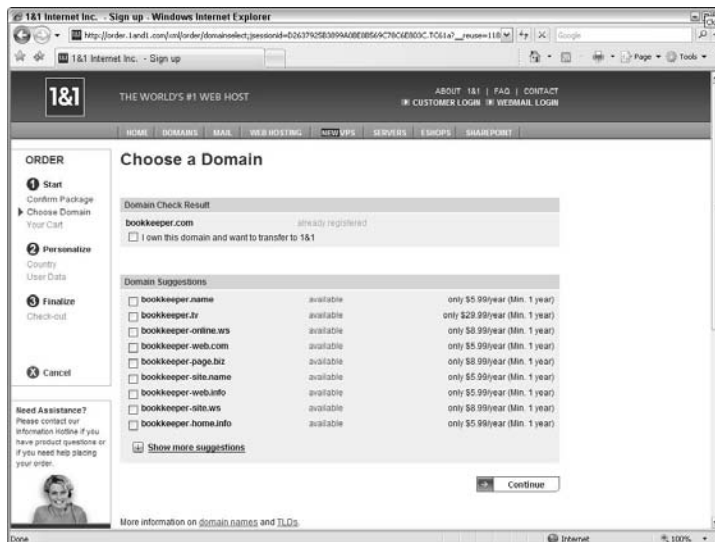 1&1 Internet Inc. - Sign up - Windows Internet Explorer
Google
1&1 Internet Inc. - Sign up
Page
Tools
1&1
THE WORLD'S #1 WEB HOST
ABOUT 1&1 | FAQ | CONTACT
CUSTOMER LOGIN WEBMAIL LOGIN
HOME DOMAINS MAIL WEB HOSTING NEW VPS SERVERS ESHOPS SHAREPOINT
ORDER
1 Start
Confirm Package
Choose Domain
Your Cart
2 Personalize
Country
User Data
3 Finalize
Check-out
X Cancel
Need Assistance?
Please contact our
Information Hotline if you
have product questions or
if you need help placing
your order.
Choose a Domain
Domain Check Result
bookkeeper.com already registered
I own this domain and want to transfer to 1&1
Domain Suggestions
bookkeeper.name available only $5.99/year (Min. 1 year)
bookkeeper.tv available only $29.99/year (Min. 1 year)
bookkeeper-online.ws available only $8.99/year (Min. 1 year)
bookkeeper-web.com available only $5.99/year (Min. 1 year)
bookkeeper-page.biz available only $8.99/year (Min. 1 year)
bookkeeper-site.name available only $5.99/year (Min. 1 year)
bookkeeper-web.info available only $5.99/year (Min. 1 year)
bookkeeper-site.ws available only $8.99/year (Min. 1 year)
bookkeeper-home.info available only $5.99/year (Min. 1 year)
Show more suggestions
Continue
More information on domain names and TLDs.
Done
Internet
100%